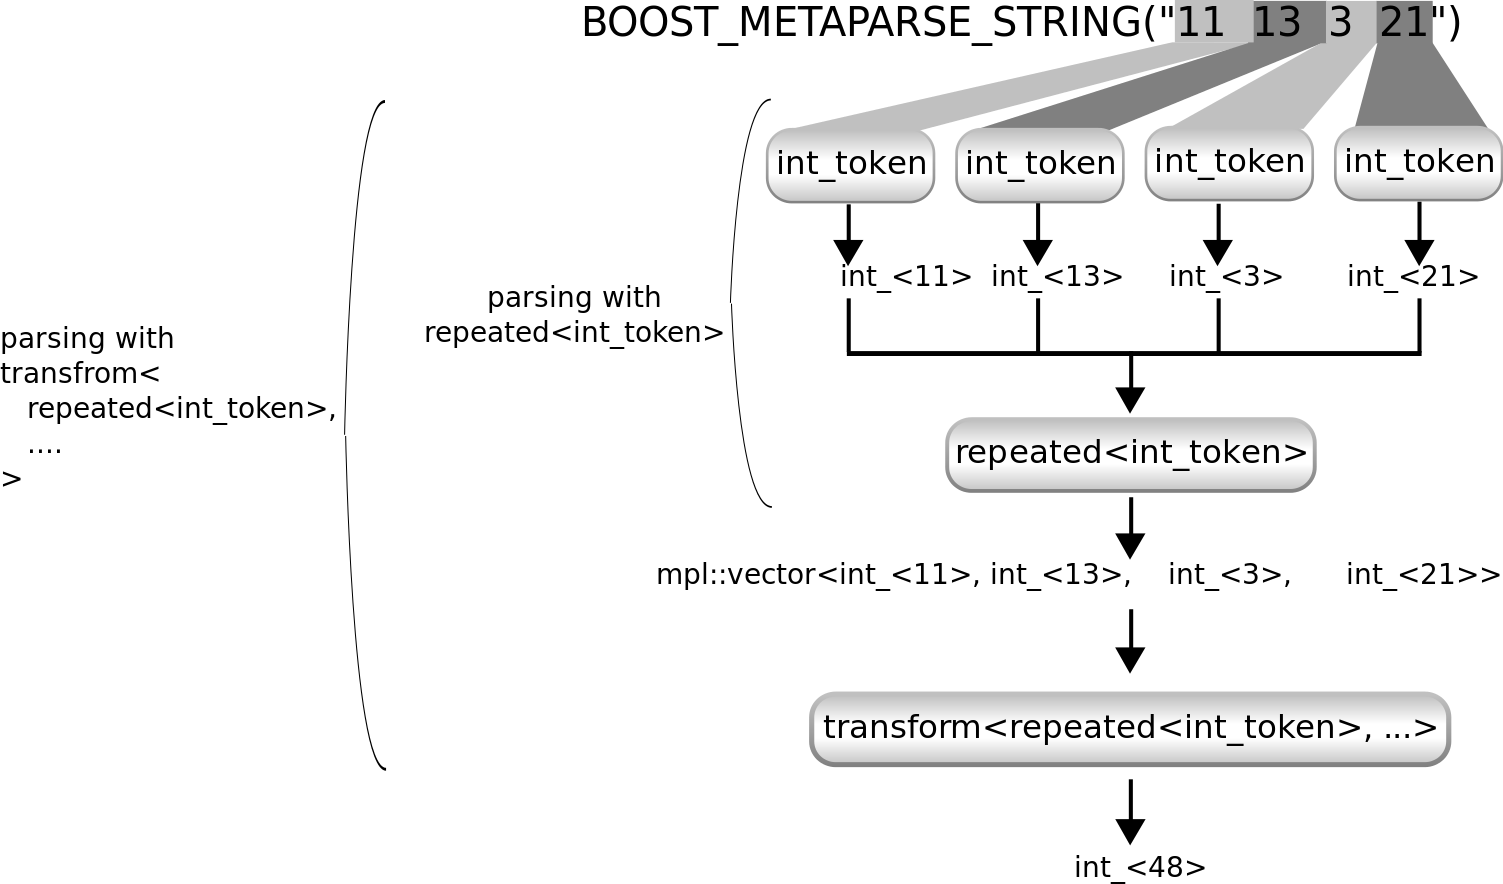 BOOST_METAPARSE_STRING("11 13 3 21")
int_token int_token int_token int_token
int_<11> int_<13> int_<3> int_<21>
parsing with
repeated<int_token>
parsing with
transfrom<
repeated<int_token>,
....
>
repeated<int_token>
mpl::vector<int_<11>, int_<13>, int_<3>, int_<21>>
transform<repeated<int_token>, ...>
int_<48>